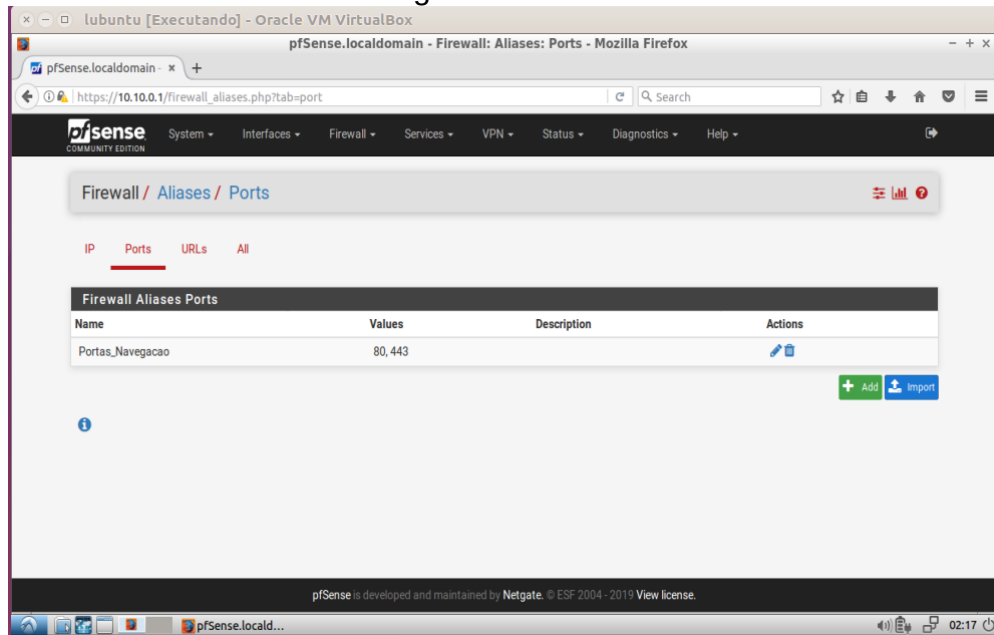 lubuntu [Executando] - Oracle VM VirtualBox
pfSense.localdomain - Firewall: Aliases: Ports - Mozilla Firefox
pfSense.localdomain -
https://10.10.0.1/firewall_aliases.php?tab=port
Search
pfsense System Interfaces Firewall Services VPN Status Diagnostics Help
COMMUNITY EDITION
Firewall / Aliases / Ports
IP Ports URLs All
Firewall Aliases Ports
Name Values Description Actions
Portas_Navegacao 80, 443
Add Import
pfSense is developed and maintained by Netgate. © ESF 2004 - 2019 View license.
pfSense.locald... 02:17